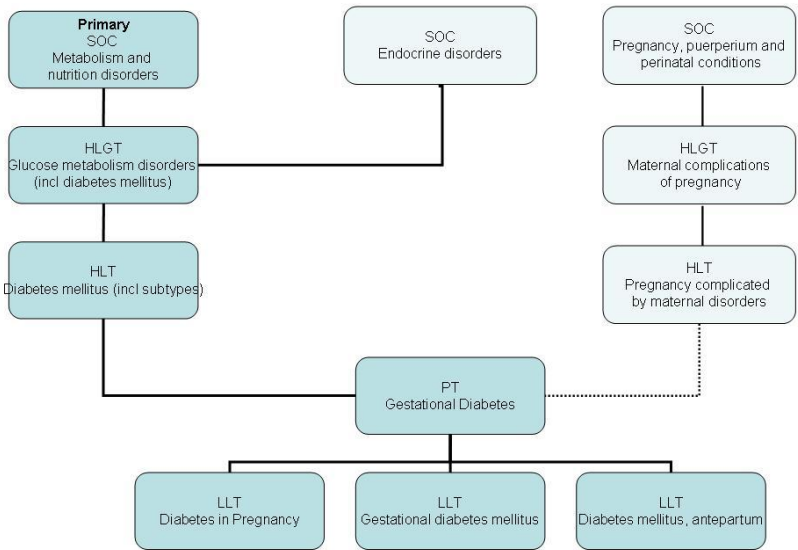 Primary
SOC
Metabolism and
nutrition disorders
SOC
Endocrine disorders
SOC
Pregnancy, puerperium and
perinatal conditions
HLGT
Glucose metabolism disorders
(incl diabetes mellitus)
HLGT
Maternal complications
of pregnancy
HLT
Diabetes mellitus (incl subtypes)
HLT
Pregnancy complicated
by maternal disorders
PT
Gestational Diabetes
LLT
Diabetes in Pregnancy
LLT
Gestational diabetes mellitus
LLT
Diabetes mellitus, antepartum